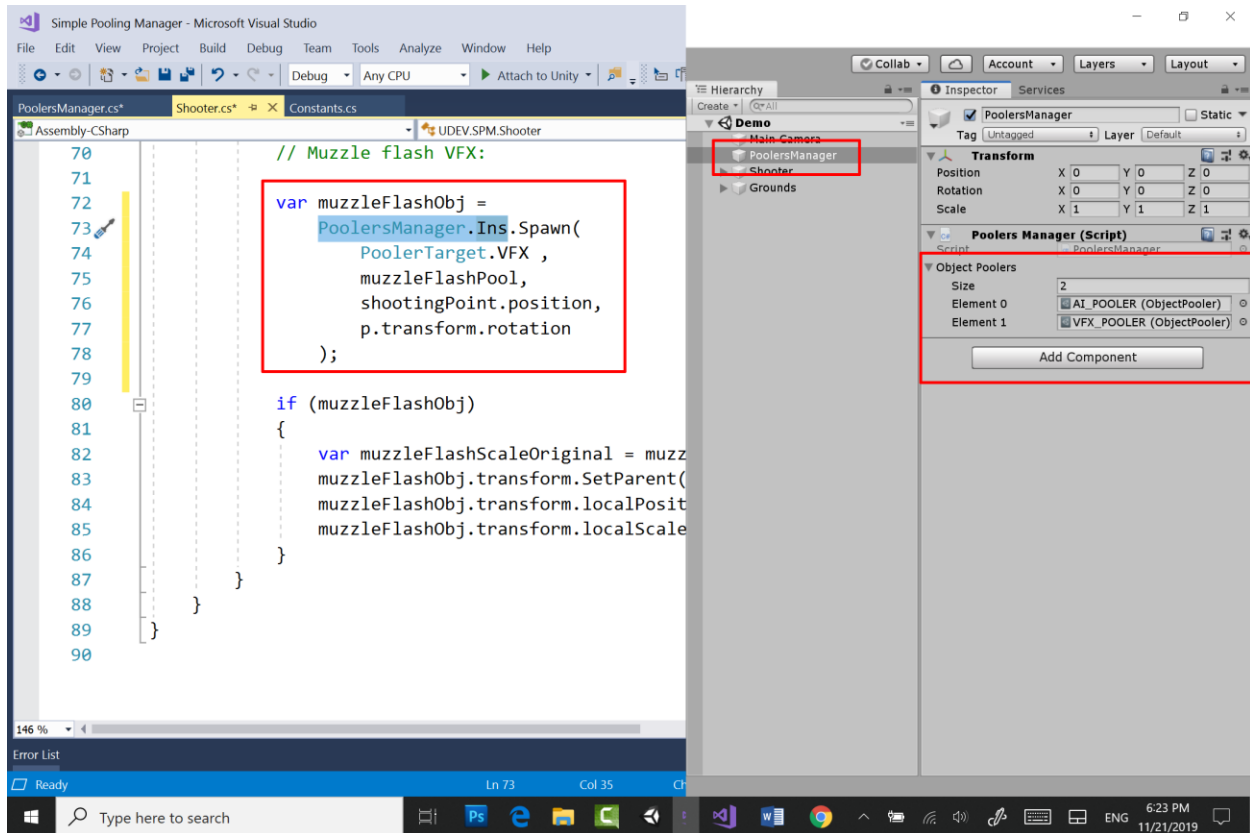 Simple Pooling Manager - Microsoft Visual Studio
File Edit View Project Build Debug Team Tools Analyze Window Help
Debug Any CPU Attach to Unity
PoolersManager.cs* Shooter.cs* Constants.cs
Assembly-CSharp UDEV.SPM.Shooter
70 // Muzzle flash VFX:
71
72 var muzzleFlashObj =
73 PoolersManager.Ins.Spawn(
74 PoolerTarget.VFX ,
75 muzzleFlashPool,
76 shootingPoint.position,
77 p.transform.rotation
78 );
79
80 if (muzzleFlashObj)
81 {
82 var muzzleFlashScaleOriginal = muzz
83 muzzleFlashObj.transform.SetParent(
84 muzzleFlashObj.transform.localPosit
85 muzzleFlashObj.transform.localScale
86 }
87 }
88 }
89 }
90
146 %
Error List
Ready Ln 73 Col 35 Ch
Collab Account Layers Layout
Hierarchy
Create All
Demo
Main Camera
PoolersManager
Shooter
Grounds
Inspector Services
PoolersManager Static
Tag Untagged Layer Default
Transform
Position X 0 Y 0 Z 0
Rotation X 0 Y 0 Z 0
Scale X 1 Y 1 Z 1
Poolers Manager (Script)
Script PoolersManager
Object Poolers
Size 2
Element 0 AI_POOLER (ObjectPooler)
Element 1 VFX_POOLER (ObjectPooler)
Add Component
Type here to search
Ps
ENG
6:23 PM
11/21/2019